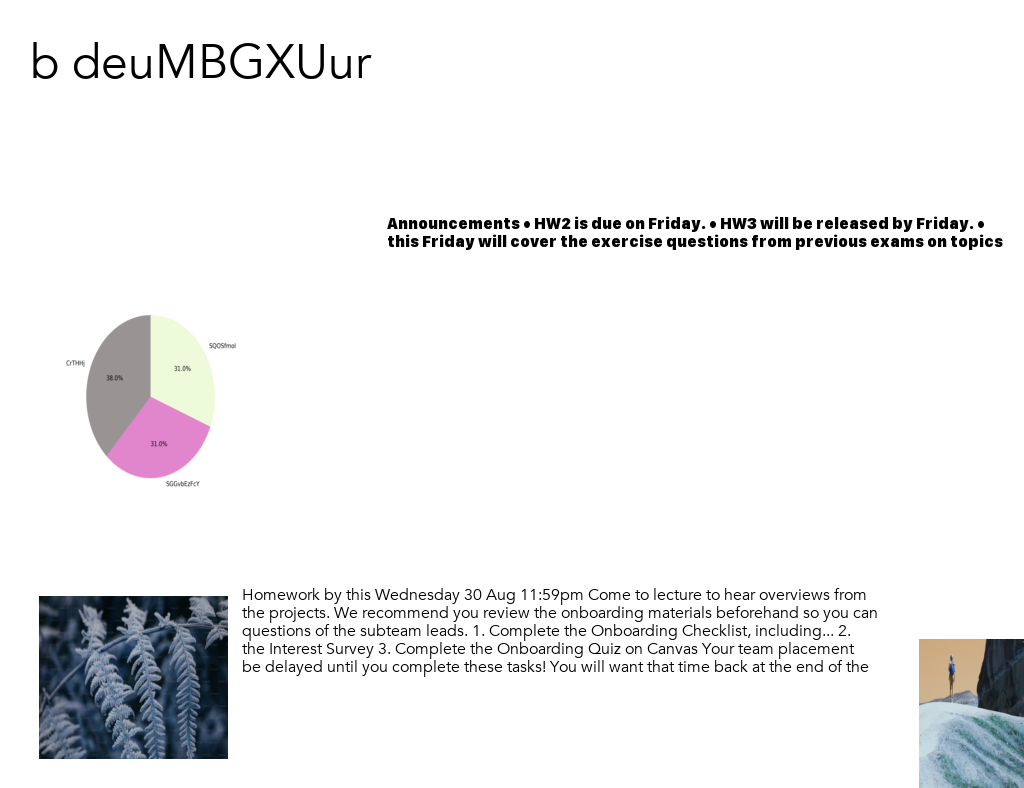 b deuMBGXUur
Announcements • HW2 is due on Friday. • HW3 will be released by Friday. •
this Friday will cover the exercise questions from previous exams on topics
SQOSfmol
CrTHHj
31.0%
38.0%
31.0%
SGGvbEzFcY
Homework by this Wednesday 30 Aug 11:59pm Come to lecture to hear overviews from
the projects. We recommend you review the onboarding materials beforehand so you can
questions of the subteam leads. 1. Complete the Onboarding Checklist, including... 2.
the Interest Survey 3. Complete the Onboarding Quiz on Canvas Your team placement
be delayed until you complete these tasks! You will want that time back at the end of the